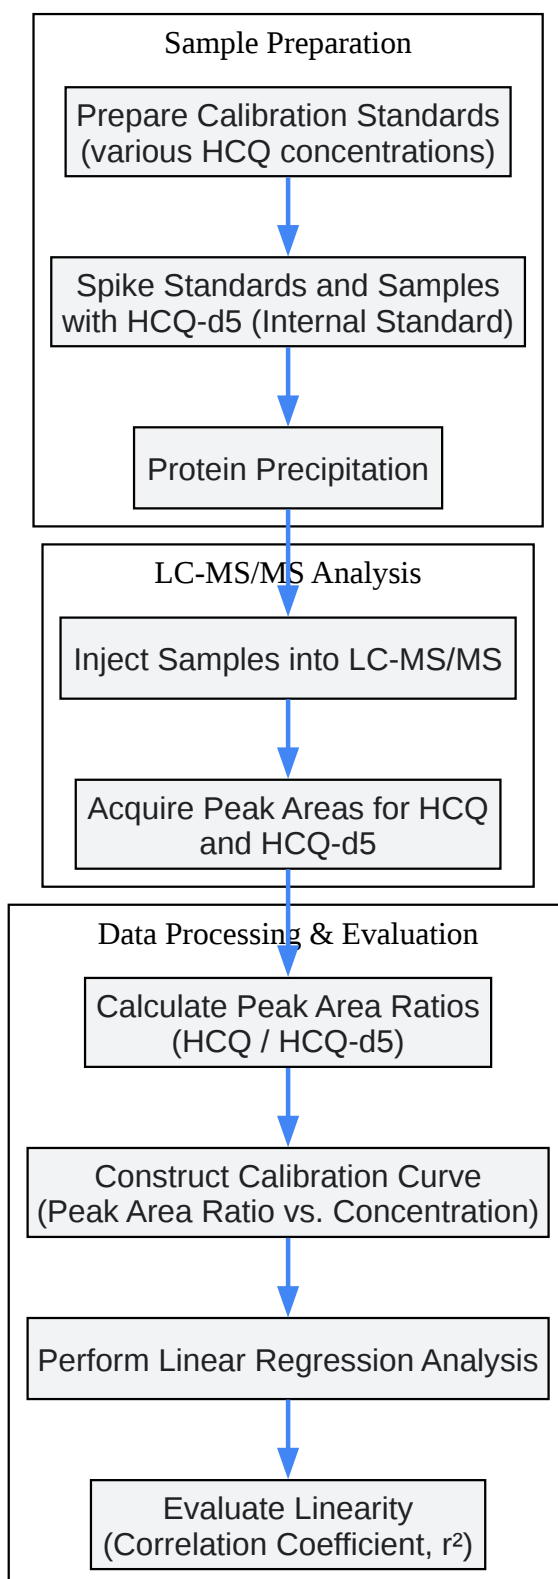 Sample Preparation
Prepare Calibration Standards
(various HCQ concentrations)
Spike Standards and Samples
with HCQ-d5 (Internal Standard)
Protein Precipitation
LC-MS/MS Analysis
Inject Samples into LC-MS/MS
Acquire Peak Areas for HCQ
and HCQ-d5
Data Processing & Evaluation
Calculate Peak Area Ratios
(HCQ / HCQ-d5)
Construct Calibration Curve
(Peak Area Ratio vs. Concentration)
Perform Linear Regression Analysis
Evaluate Linearity
(Correlation Coefficient, r²)